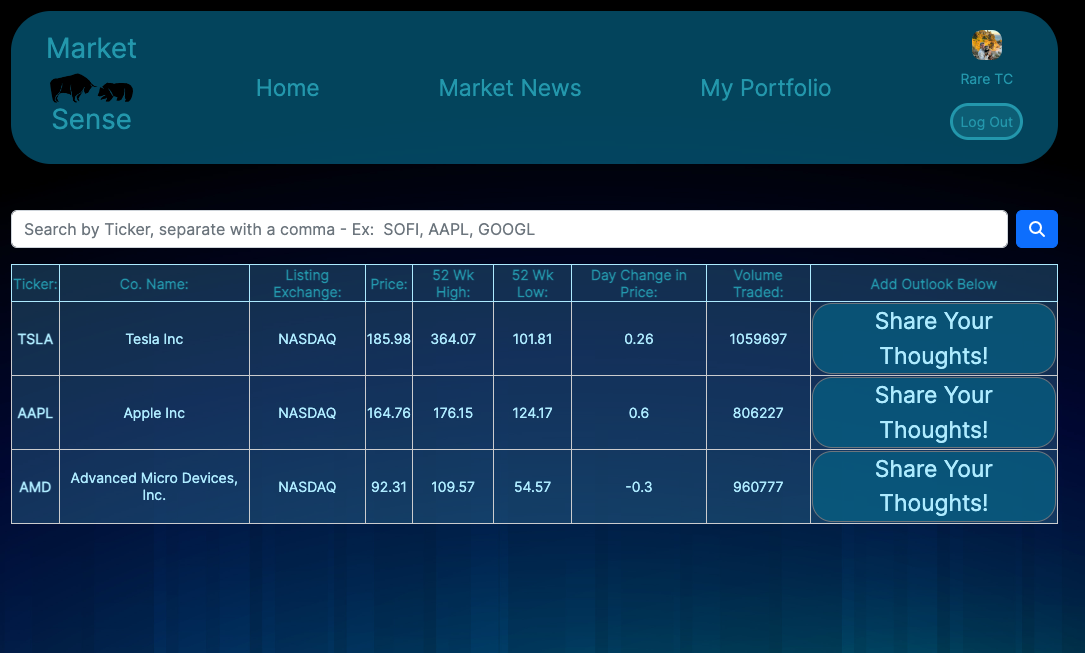 Market
Sense
Home
Market News
My Portfolio
Rare TC
Log Out
Search by Ticker, separate with a comma - Ex:  SOFI, AAPL, GOOGL
Ticker:
Co. Name:
Listing
Exchange:
Price:
52 Wk
High:
52 Wk
Low:
Day Change in
Price:
Volume
Traded:
Add Outlook Below
TSLA
Tesla Inc
NASDAQ
185.98
364.07
101.81
0.26
1059697
Share Your
Thoughts!
AAPL
Apple Inc
NASDAQ
164.76
176.15
124.17
0.6
806227
Share Your
Thoughts!
AMD
Advanced Micro Devices,
Inc.
NASDAQ
92.31
109.57
54.57
-0.3
960777
Share Your
Thoughts!